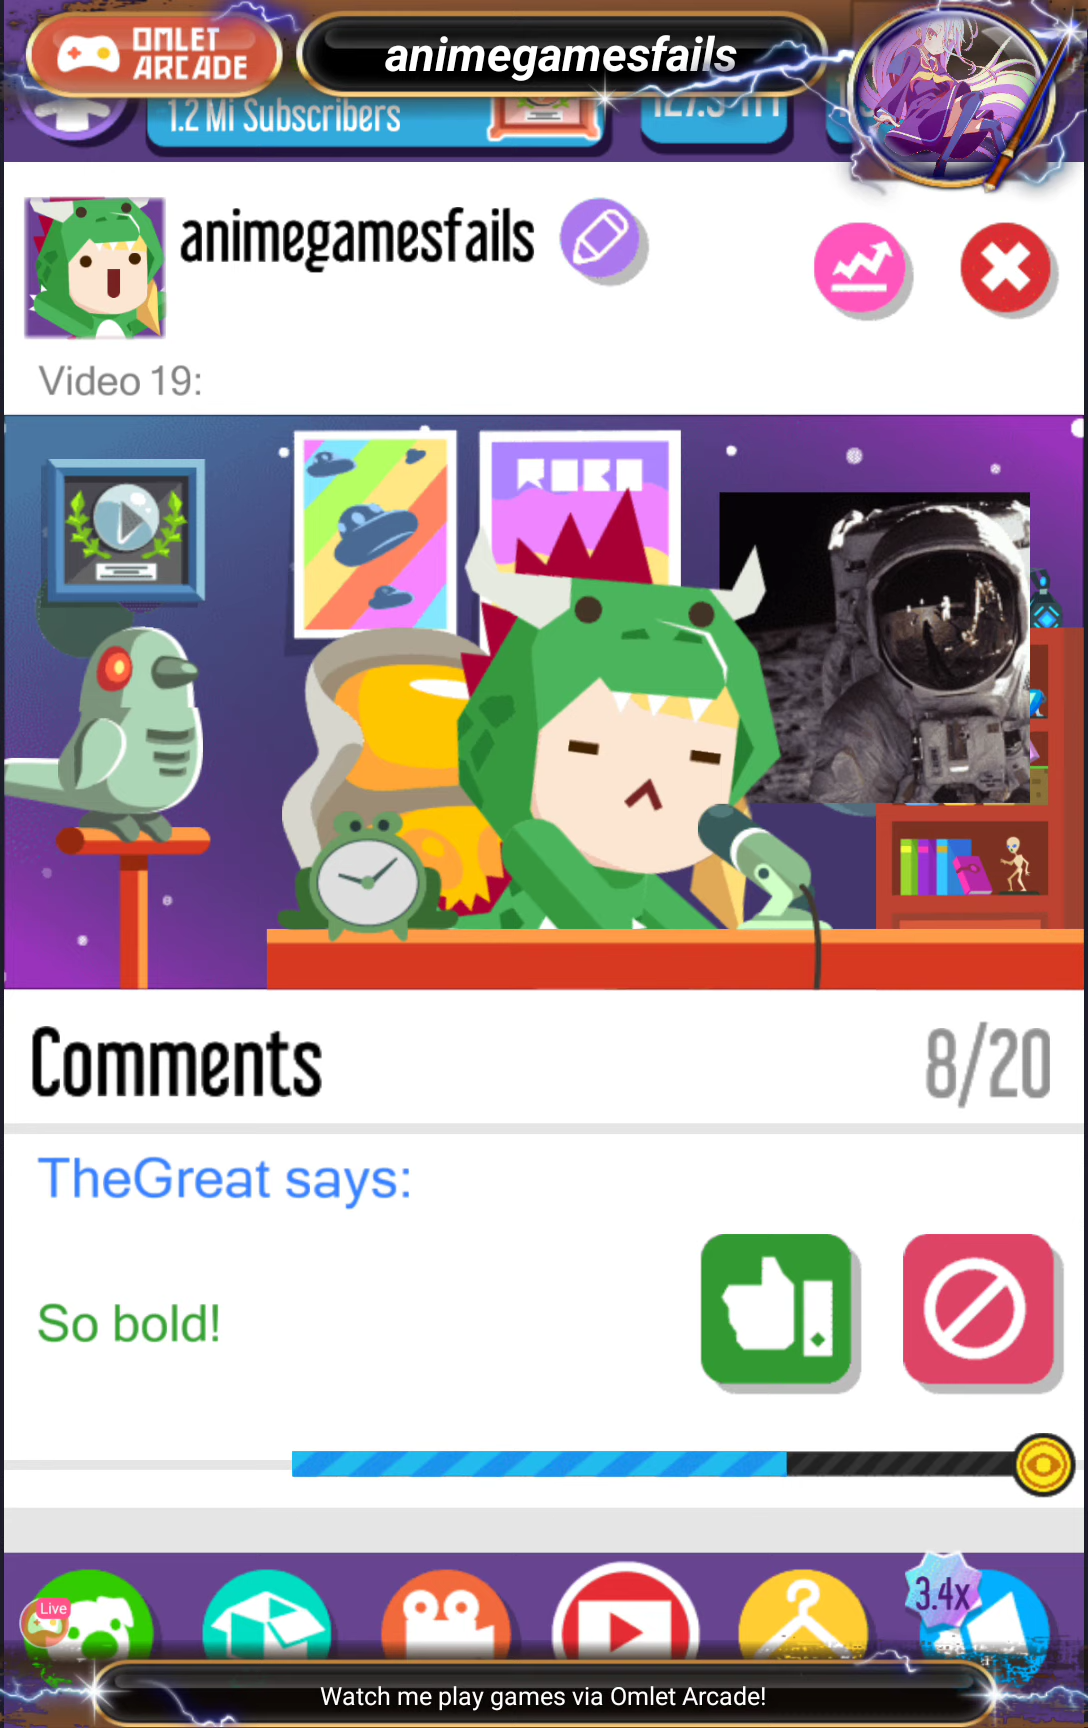 OMLET
ARCADE
animegamesfails
1.2 Mi Subscribers
animegamesfails
Video 19:
Comments
8/20
TheGreat says:
So bold!
3.4x
Live
Watch me play games via Omlet Arcade!